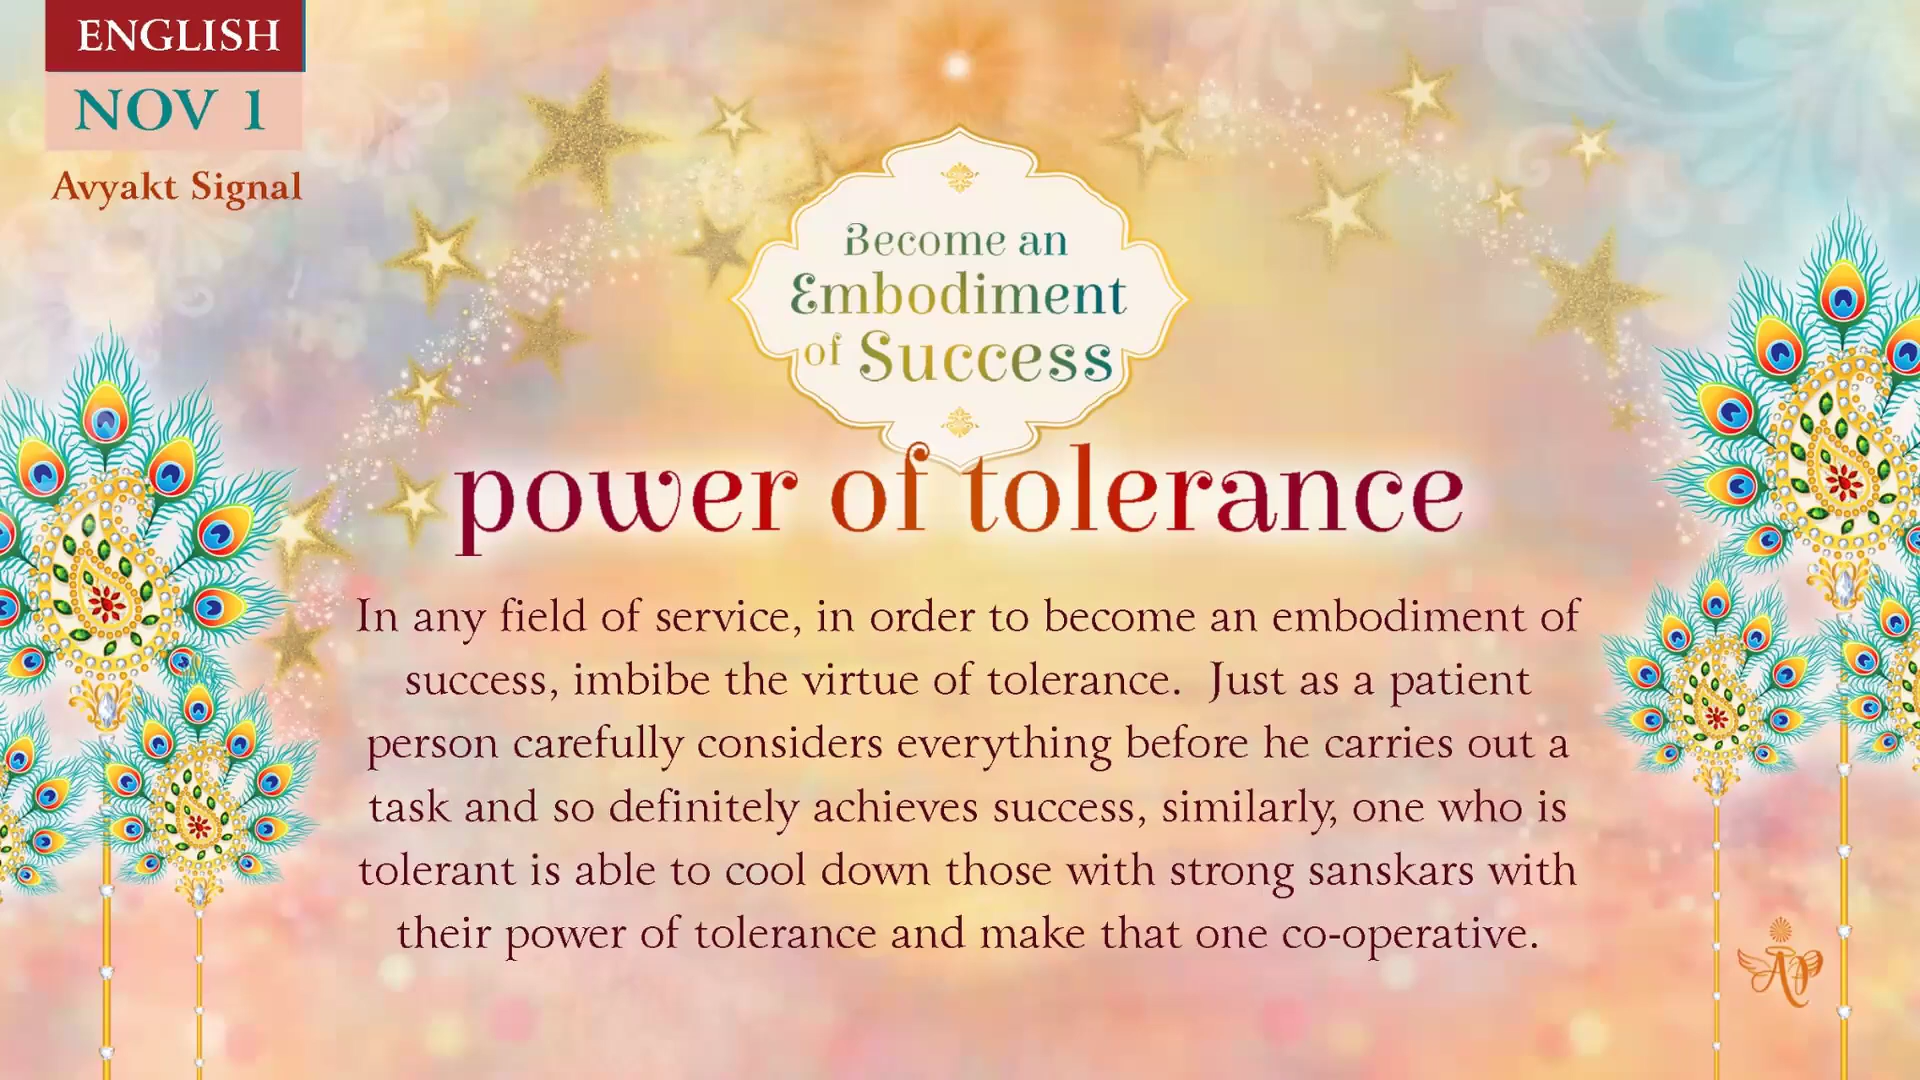 ENGLISH
NOV 1
Avyakt Signal
Become an
Embodiment
of Success
power of tolerance
In any field of service, in order to become an embodiment of
success, imbibe the virtue of tolerance.  Just as a patient
person carefully considers everything before he carries out a
task and so definitely achieves success, similarly, one who is
tolerant is able to cool down those with strong sanskars with
their power of tolerance and make that one co-operative.